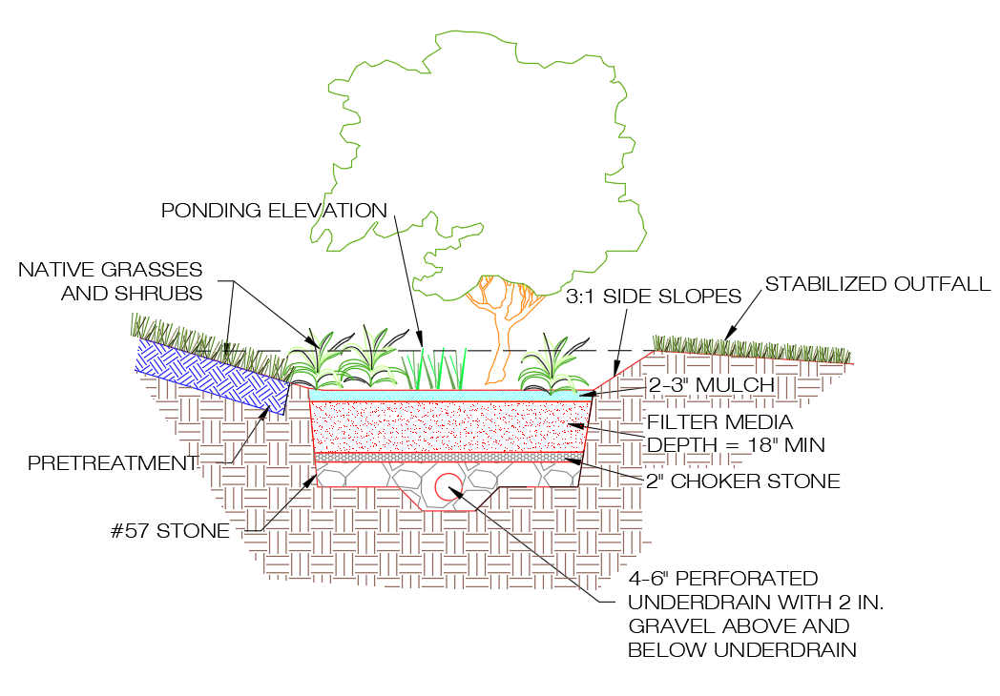 PONDING ELEVATION
NATIVE GRASSES
AND SHRUBS
3:1 SIDE SLOPES
STABILIZED OUTFALL
2-3" MULCH
FILTER MEDIA
DEPTH = 18" MIN
PRETREATMENT
2" CHOKER STONE
#57 STONE
4-6" PERFORATED
UNDERDRAIN WITH 2 IN.
GRAVEL ABOVE AND
BELOW UNDERDRAIN